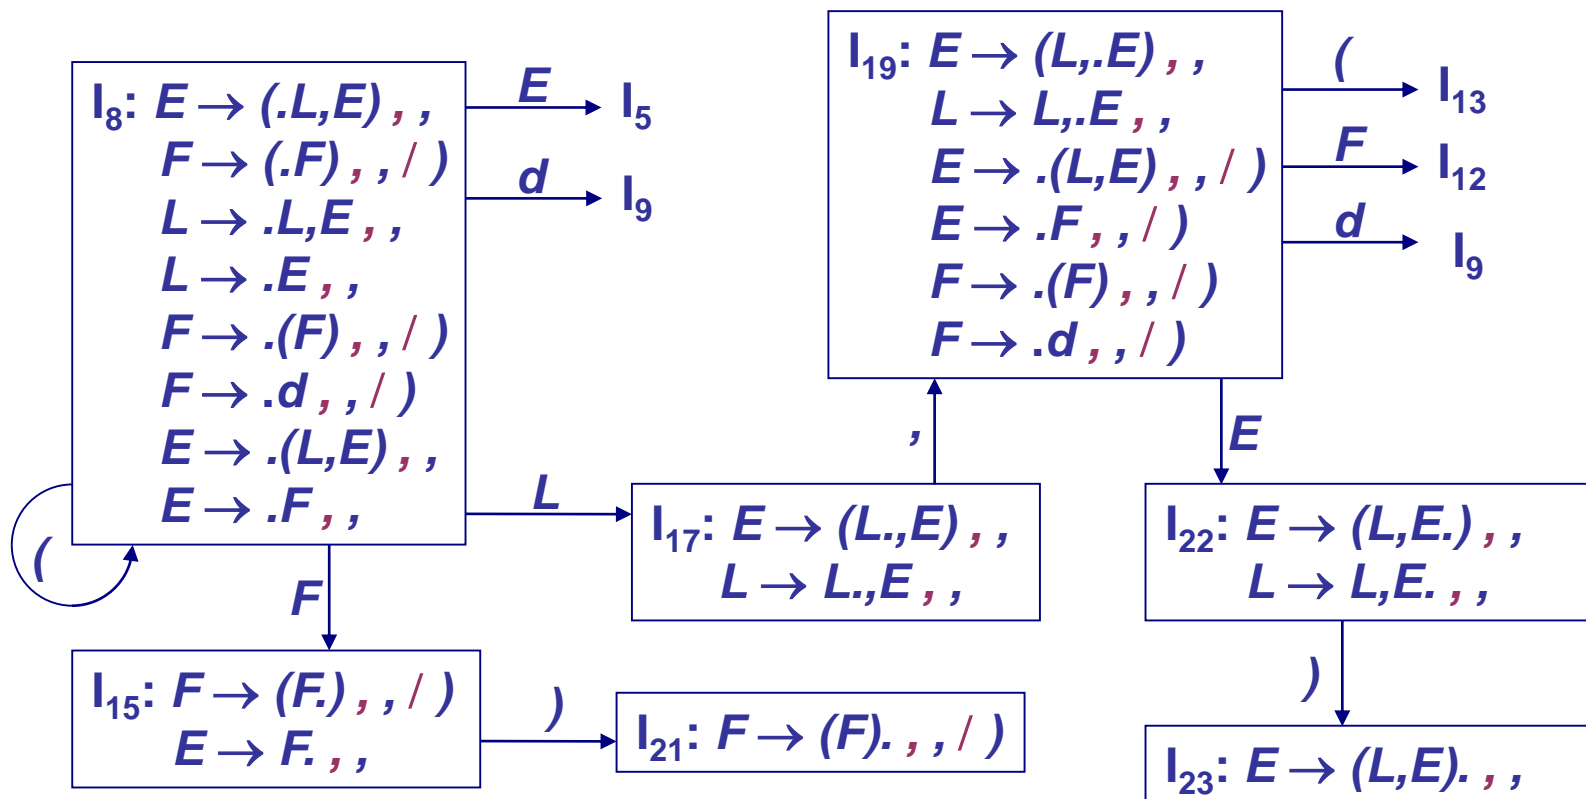 I8: E → (.L,E) , ,
F → (.F) , , / )
L → .L,E , ,
L → .E , ,
F → .(F) , , / )
F → .d , , / )
E → .(L,E) , ,
E → .F , ,
E
I5
d
I9
(
F
L
I15: F → (F.) , , / )
E → F. , ,
)
I21: F → (F). , , / )
I17: E → (L.,E) , ,
L → L.,E , ,
,
I19: E → (L,.E) , ,
L → L,.E , ,
E → .(L,E) , , / )
E → .F , , / )
F → .(F) , , / )
F → .d , , / )
(
I13
F
I12
d
I9
E
I22: E → (L,E.) , ,
L → L,E. , ,
)
I23: E → (L,E). , ,